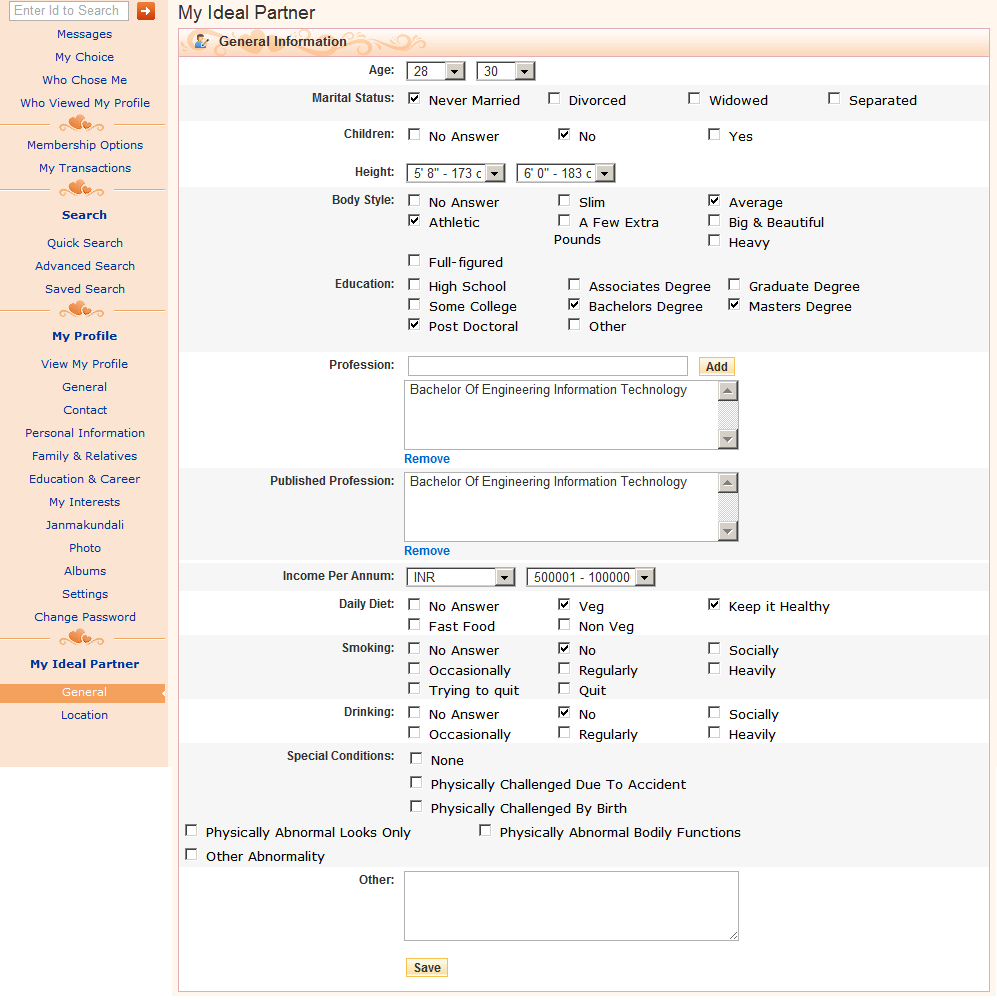 Enter Id to Search
Messages
My Choice
Who Chose Me
Who Viewed My Profile
Membership Options
My Transactions
Search
Quick Search
Advanced Search
Saved Search
My Profile
View My Profile
General
Contact
Personal Information
Family & Relatives
Education & Career
My Interests
Janmakundali
Photo
Albums
Settings
Change Password
My Ideal Partner
General
Location
My Ideal Partner
General Information
Age: 28 30
Marital Status: Never Married Divorced Widowed Separated
Children: No Answer No Yes
Height: 5' 8" - 173 c 6' 0" - 183 c
Body Style: No Answer Slim Average
Athletic A Few Extra Pounds Big & Beautiful
Heavy
Full-figured
Education: High School Associates Degree Graduate Degree
Some College Bachelors Degree Masters Degree
Post Doctoral Other
Profession: Add
Bachelor Of Engineering Information Technology
Remove
Published Profession: Bachelor Of Engineering Information Technology
Remove
Income Per Annum: INR 500001 - 100000
Daily Diet: No Answer Veg Keep it Healthy
Fast Food Non Veg
Smoking: No Answer No Socially
Occasionally Regularly Heavily
Trying to quit Quit
Drinking: No Answer No Socially
Occasionally Regularly Heavily
Special Conditions: None
Physically Challenged Due To Accident
Physically Challenged By Birth
Physically Abnormal Looks Only Physically Abnormal Bodily Functions
Other Abnormality
Other:
Save